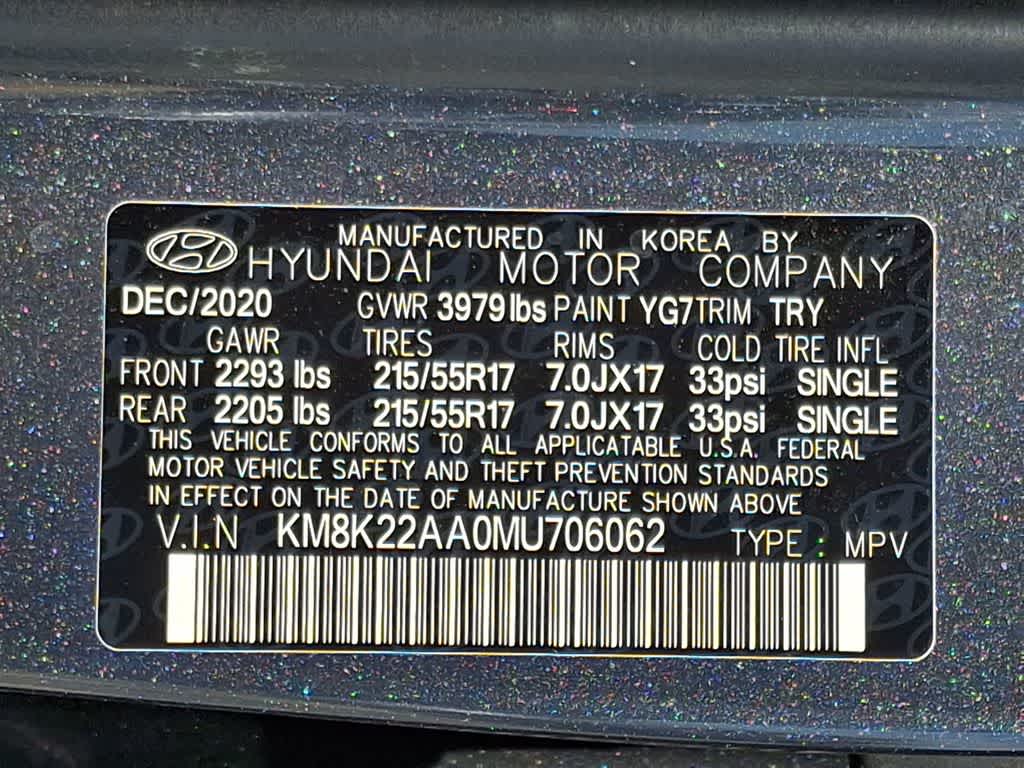 MANUFACTURED IN KOREA BY
HYUNDAI MOTOR COMPANY
DEC/2020 GVWR 3979lbs PAINT YG7 TRIM TRY
GAWR TIRES RIMS COLD TIRE INFL
FRONT 2293 lbs 215/55R17 7.0JX17 33psi SINGLE
REAR 2205 lbs 215/55R17 7.0JX17 33psi SINGLE
THIS VEHICLE CONFORMS TO ALL APPLICATABLE U.S.A. FEDERAL
MOTOR VEHICLE SAFETY AND THEFT PREVENTION STANDARDS
IN EFFECT ON THE DATE OF MANUFACTURE SHOWN ABOVE
V.I.N KM8K22AA0MU706062 TYPE : MPV